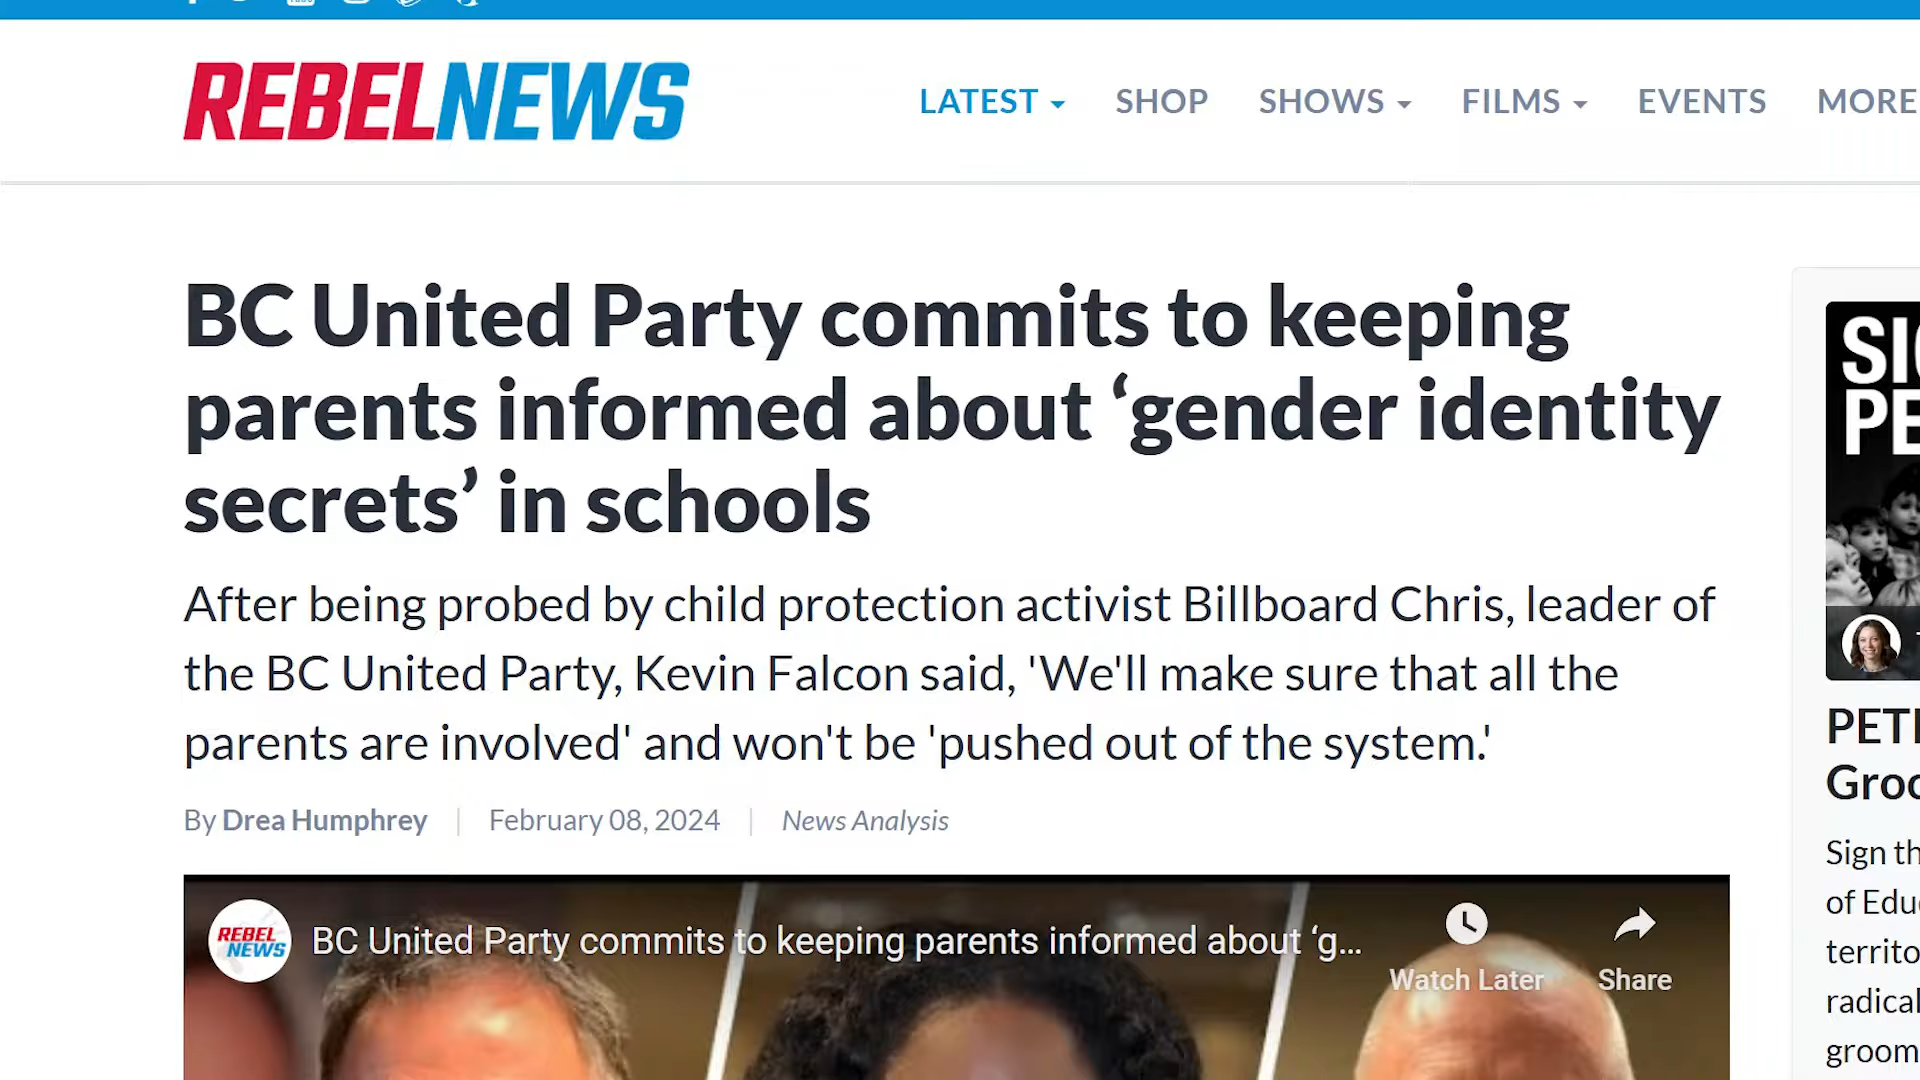 REBELNEWS
LATEST
SHOP
SHOWS
FILMS
EVENTS
MORE
BC United Party commits to keeping
parents informed about ‘gender identity
secrets’ in schools
After being probed by child protection activist Billboard Chris, leader of
the BC United Party, Kevin Falcon said, 'We'll make sure that all the
parents are involved' and won't be 'pushed out of the system.'
By Drea Humphrey | February 08, 2024 | News Analysis
REBEL
NEWS
BC United Party commits to keeping parents informed about ‘g...
Watch Later
Share
Sign th
of Edu
radical
groom